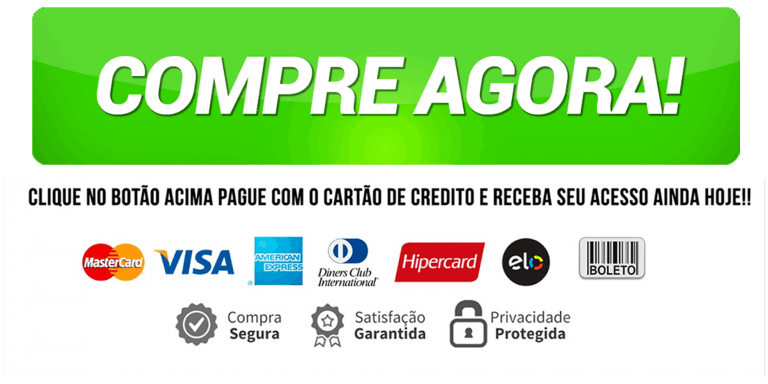 COMPRE AGORA!
CLIQUE NO BOTÃO ACIMA PAGUE COM O CARTÃO DE CREDITO E RECEBA SEU ACESSO AINDA HOJE!!
MasterCard VISA AMERICAN EXPRESS Diners Club International Hipercard elo BOLETO
Compra Segura
Satisfação Garantida
Privacidade Protegida